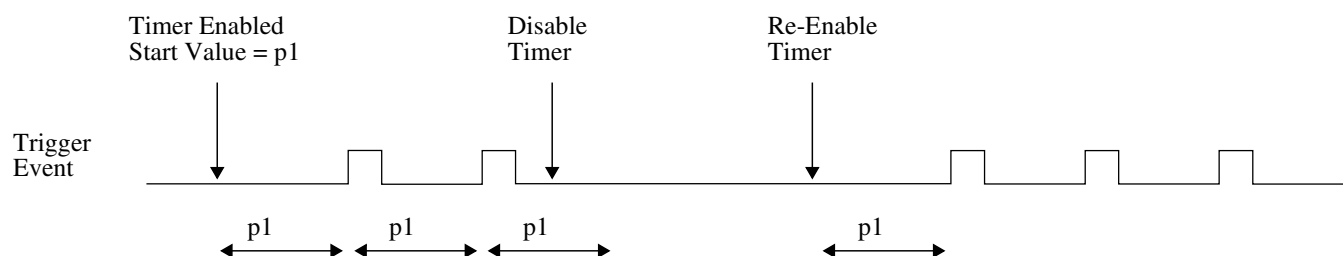 Timer Enabled
Start Value = p1
Disable
Timer
Re-Enable
Timer
Trigger
Event
p1
p1
p1
p1